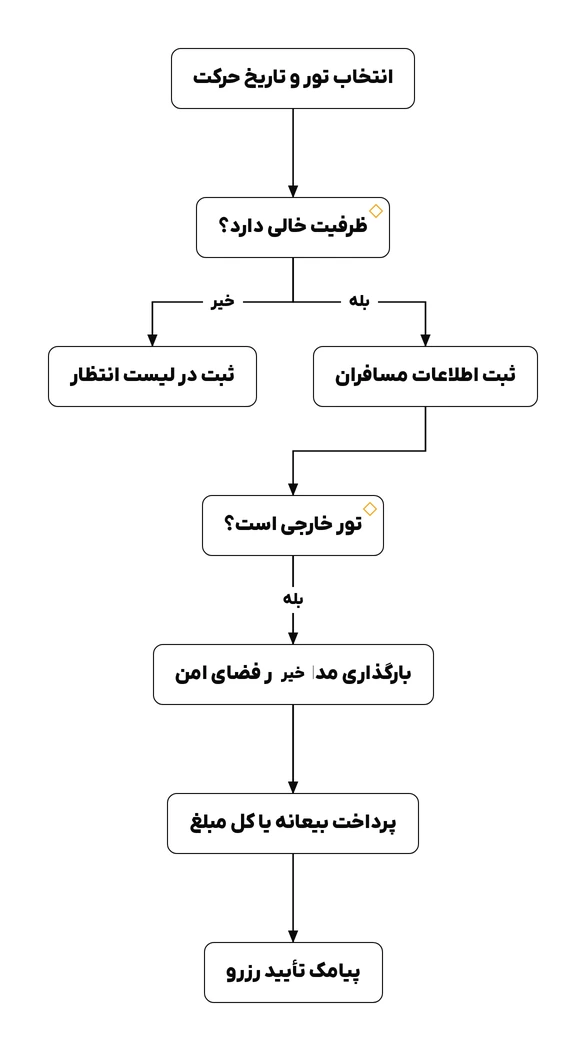 انتخاب تور و تاریخ حرکت
ظرفیت خالی دارد؟
بله
خیر
ثبت اطلاعات مسافران
ثبت در لیست انتظار
تور خارجی است؟
بله
بارگذاری مدا
خیر
ر فضای امن
پرداخت بیعانه یا کل مبلغ
پیامک تأیید رزرو